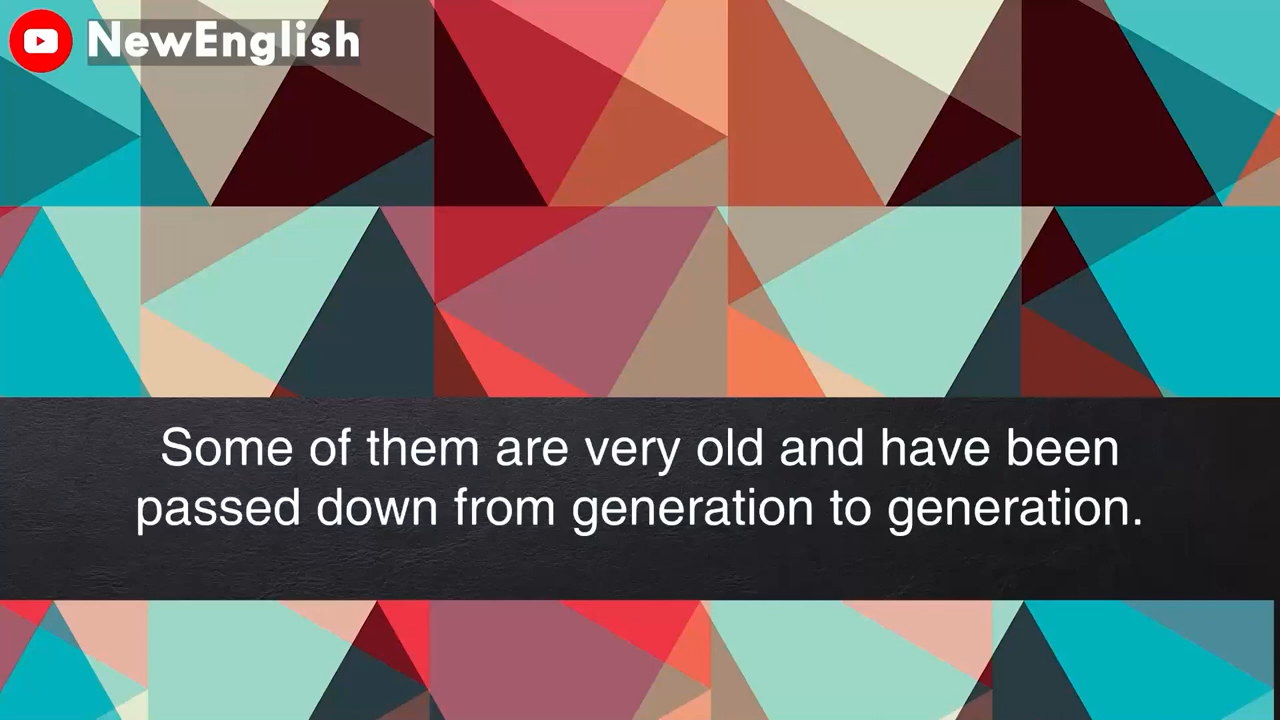 NewEnglish
Some of them are very old and have been
passed down from generation to generation.